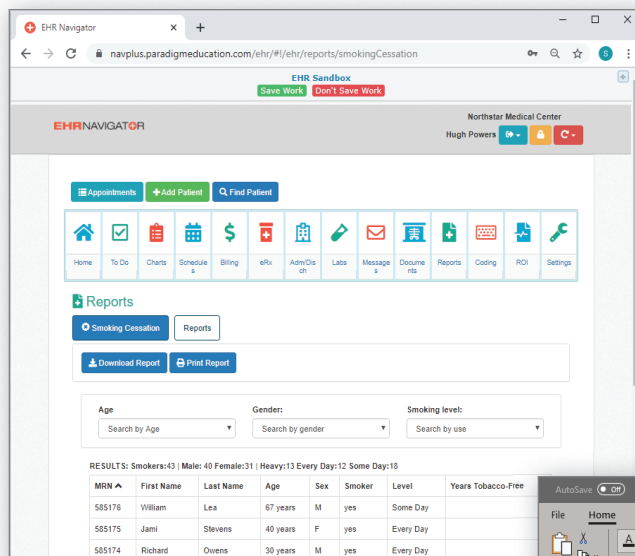 EHR Navigator
navplus.paradigmeducation.com/ehr/#!/ehr/reports/smokingCessation
S
EHR Sandbox
Save Work Don't Save Work
EHRNAVIGATOR
Northstar Medical Center
Hugh Powers
Appointments Add Patient Find Patient
Home To Do Charts Schedule s Billing eRx Adm/Dis ch Labs Message s Docume nts Reports Coding ROI Settings
Reports
Smoking Cessation Reports
Download Report Print Report
Age Gender: Smoking level:
Search by Age Search by gender Search by use
RESULTS: Smokers:43 | Male: 40 Female:31 | Heavy:13 Every Day:12 Some Day:18
MRN First Name Last Name Age Sex Smoker Level Years Tobacco-Free
585176 William Lea 67 years M yes Some Day
585175 Jami Stevens 40 years F yes Every Day
585174 Richard Owens 30 years M yes Every Day
AutoSave Off
File Home
A